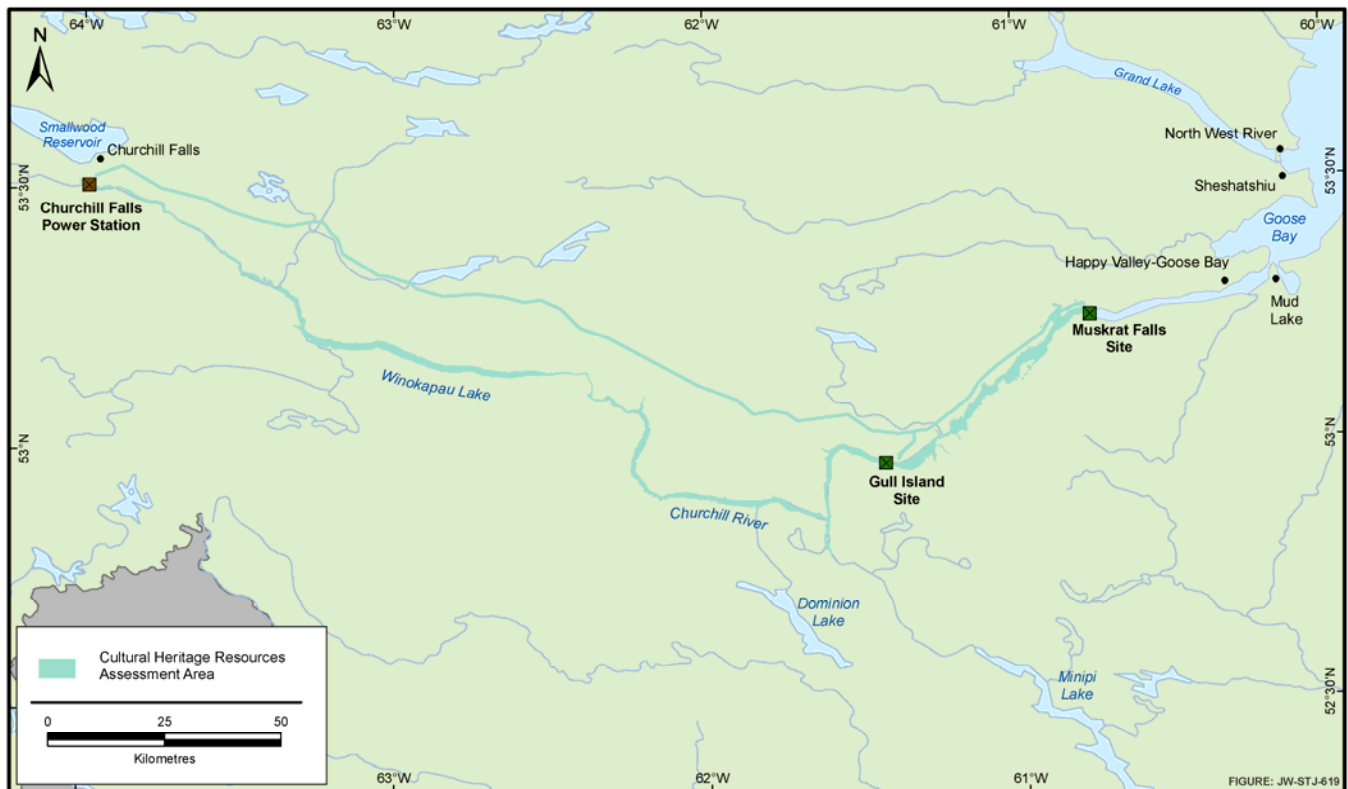 64°W
63°W
62°W
61°W
60°W
N
Grand Lake
Smallwood
Reservoir
Churchill Falls
North West River
53°30'N
53°30'N
Sheshatshiu
Churchill Falls
Power Station
Goose
Bay
Happy Valley-Goose Bay
Mud
Lake
Muskrat Falls
Site
Winokapau Lake
53°N
53°N
Gull Island
Site
Churchill River
Dominion
Lake
Minipi
Lake
52°30'N
Cultural Heritage Resources
Assessment Area
0 25 50
Kilometres
63°W
62°W
61°W
FIGURE: JW-STJ-619